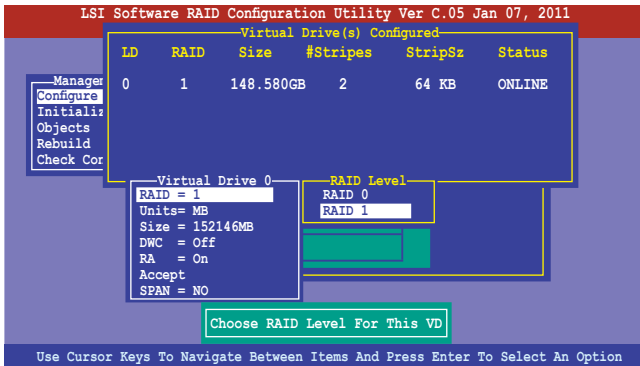 LSI Software RAID Configuration Utility Ver C.05 Jan 07, 2011
Virtual Drive(s) Configured
LD RAID Size #Stripes StripSz Status
0 1 148.580GB 2 64 KB ONLINE
Manager
Configure
Initializ
Objects
Rebuild
Check Cor
Virtual Drive 0
RAID = 1
Units= MB
Size = 152146MB
DWC = Off
RA = On
Accept
SPAN = NO
RAID Level
RAID 0
RAID 1
Choose RAID Level For This VD
Use Cursor Keys To Navigate Between Items And Press Enter To Select An Option